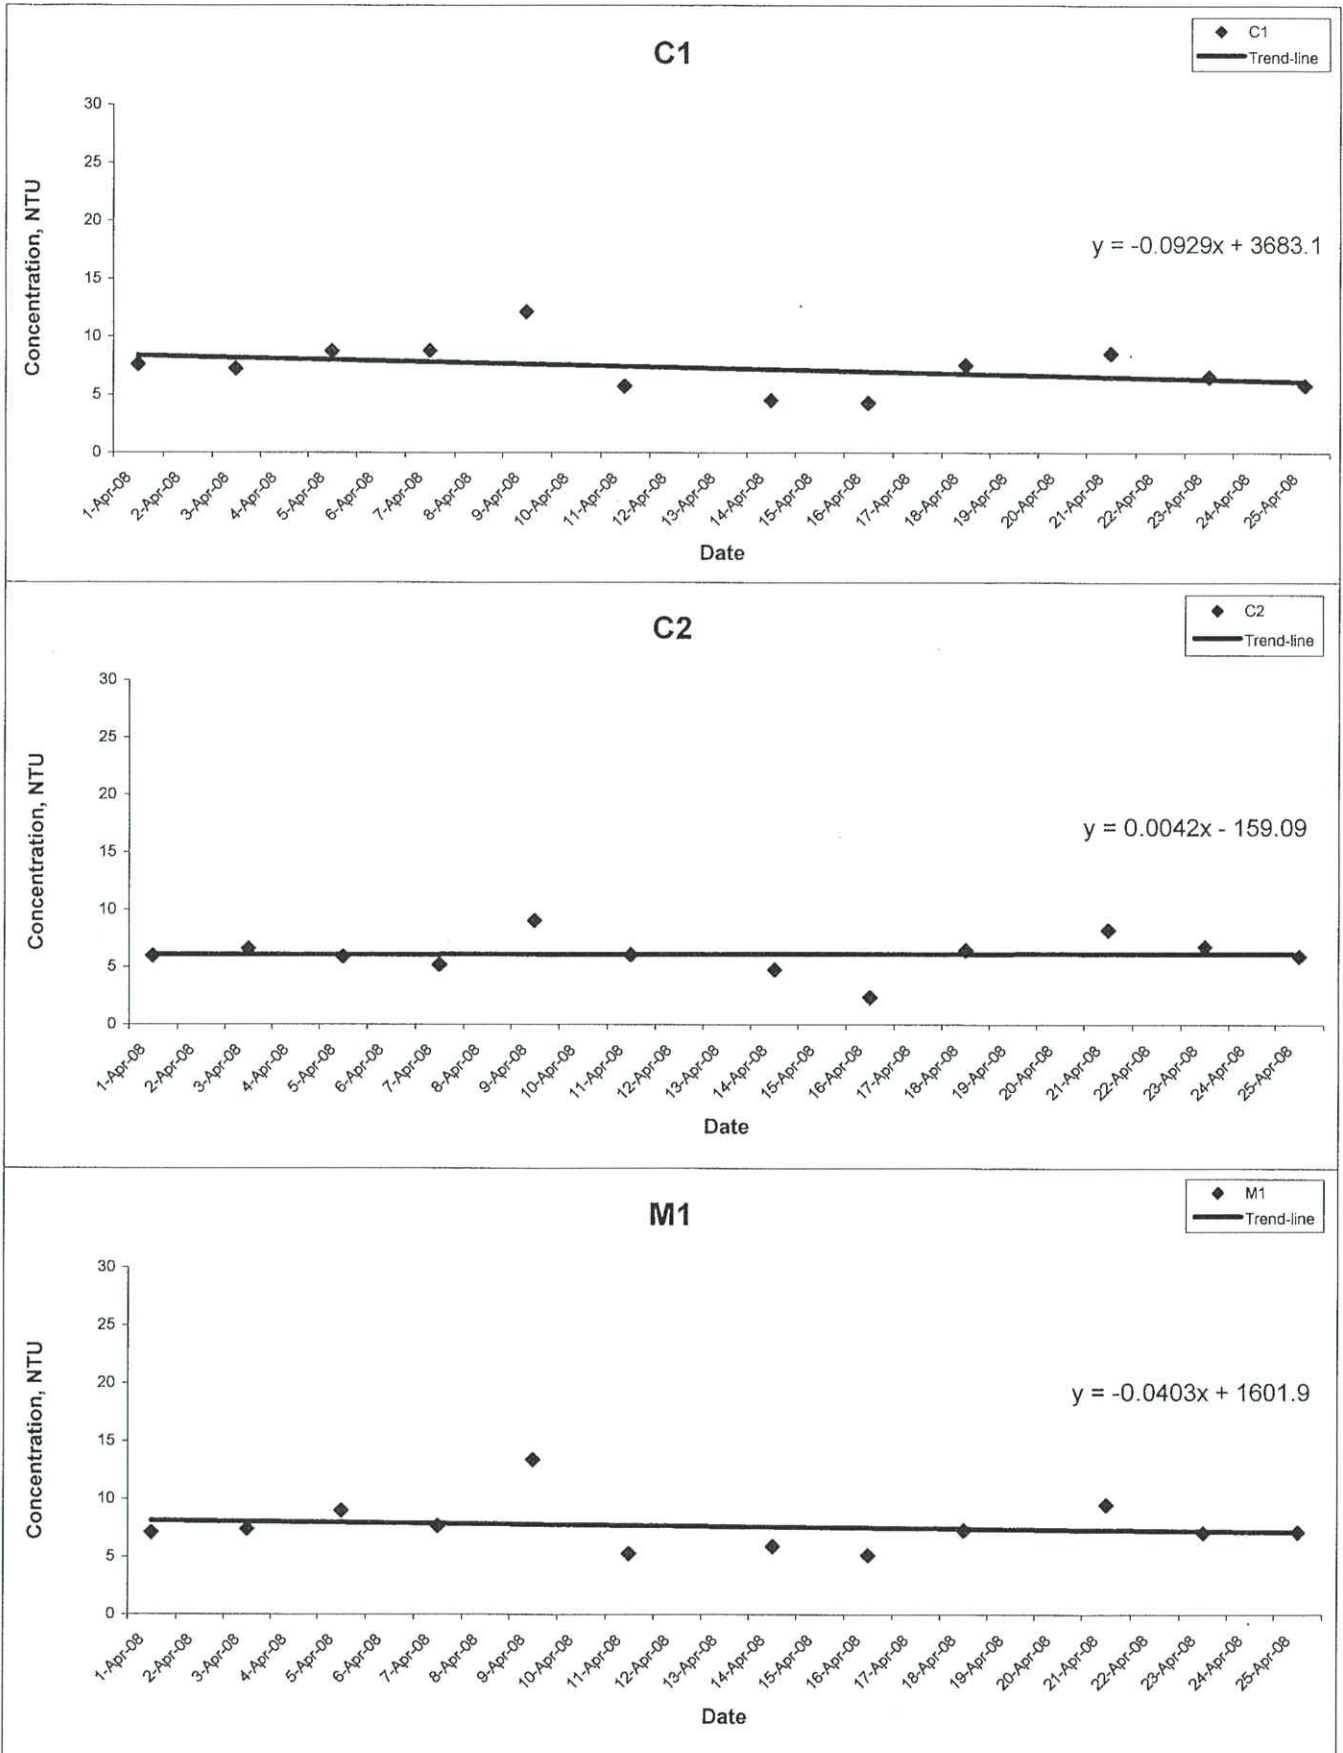 C1
C1
Trend-line
30
25
20
15
10
5
0
Concentration, NTU
y = -0.0929x + 3683.1
1-Apr-08
2-Apr-08
3-Apr-08
4-Apr-08
5-Apr-08
6-Apr-08
7-Apr-08
8-Apr-08
9-Apr-08
10-Apr-08
11-Apr-08
12-Apr-08
13-Apr-08
14-Apr-08
15-Apr-08
16-Apr-08
17-Apr-08
18-Apr-08
19-Apr-08
20-Apr-08
21-Apr-08
22-Apr-08
23-Apr-08
24-Apr-08
25-Apr-08
Date
C2
C2
Trend-line
30
25
20
15
10
5
0
Concentration, NTU
y = 0.0042x - 159.09
1-Apr-08
2-Apr-08
3-Apr-08
4-Apr-08
5-Apr-08
6-Apr-08
7-Apr-08
8-Apr-08
9-Apr-08
10-Apr-08
11-Apr-08
12-Apr-08
13-Apr-08
14-Apr-08
15-Apr-08
16-Apr-08
17-Apr-08
18-Apr-08
19-Apr-08
20-Apr-08
21-Apr-08
22-Apr-08
23-Apr-08
24-Apr-08
25-Apr-08
Date
M1
M1
Trend-line
30
25
20
15
10
5
0
Concentration, NTU
y = -0.0403x + 1601.9
1-Apr-08
2-Apr-08
3-Apr-08
4-Apr-08
5-Apr-08
6-Apr-08
7-Apr-08
8-Apr-08
9-Apr-08
10-Apr-08
11-Apr-08
12-Apr-08
13-Apr-08
14-Apr-08
15-Apr-08
16-Apr-08
17-Apr-08
18-Apr-08
19-Apr-08
20-Apr-08
21-Apr-08
22-Apr-08
23-Apr-08
24-Apr-08
25-Apr-08
Date